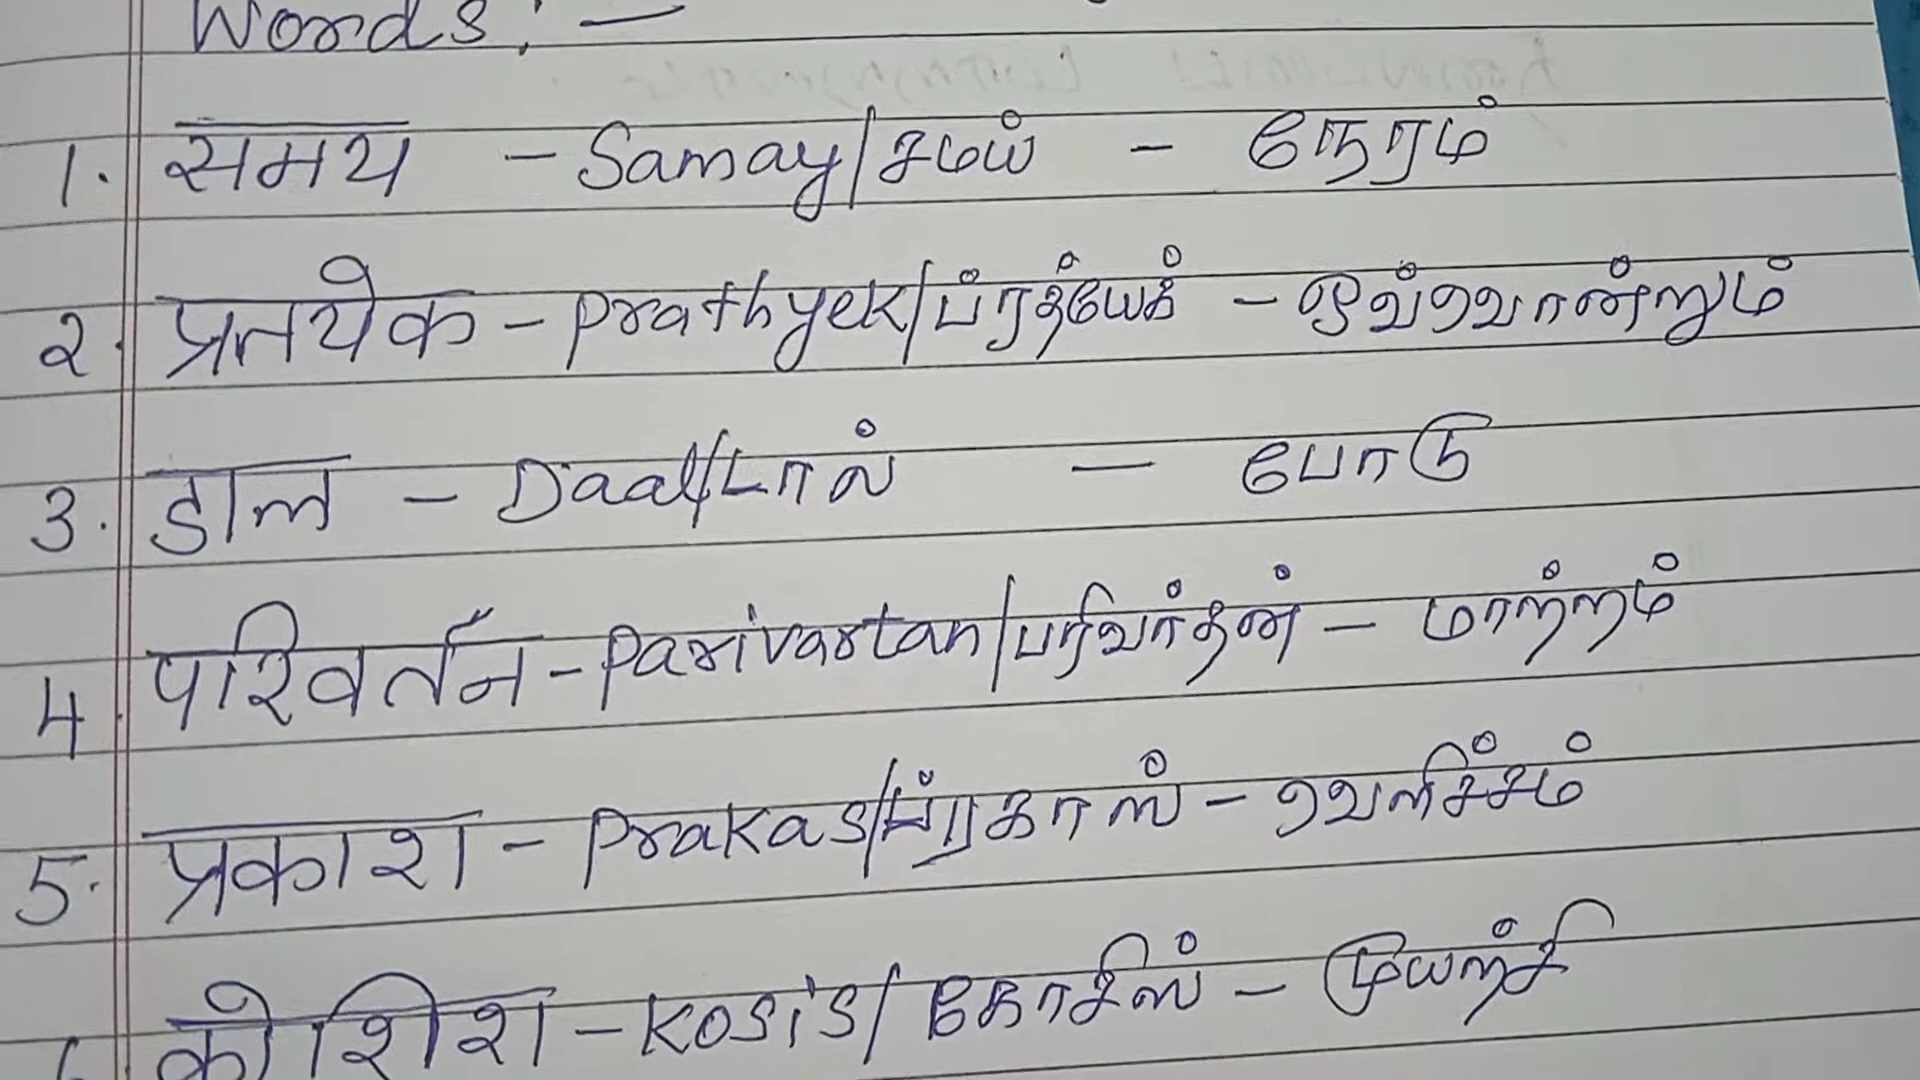 Words: —
1. समय – Samay/சமய் – நேரம்
2. प्रतयेक – prathyek/ப்ரத்யேக் – ஒவ்வொன்றும்
3. डाल – Daal/டால் – போடு
4. परिवर्तन – parivartan/பரிவர்தன் – மாற்றம்
5. प्रकाश – prakas/ப்ரகாஸ் – வெளிச்சம்
कोशिश – kosis/கோசிஸ் – முயற்சி